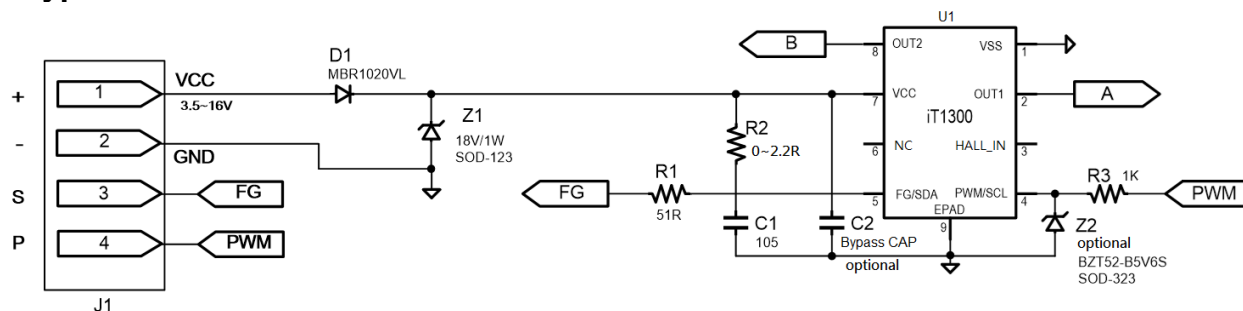 +
-
S
P
1
2
3
4
J1
VCC
3.5~16V
GND
FG
PWM
D1
MBR1020VL
Z1
18V/1W
SOD-123
FG
R1
51R
R2
0~2.2R
C1
105
C2
Bypass CAP
optional
B
U1
8
OUT2
VSS
1
7
VCC
OUT1
2
iT1300
6
NC
HALL_IN
3
5
FG/SDA
PWM/SCL
4
EPAD
9
A
R3
1K
PWM
Z2
optional
BZT52-B5V6S
SOD-323